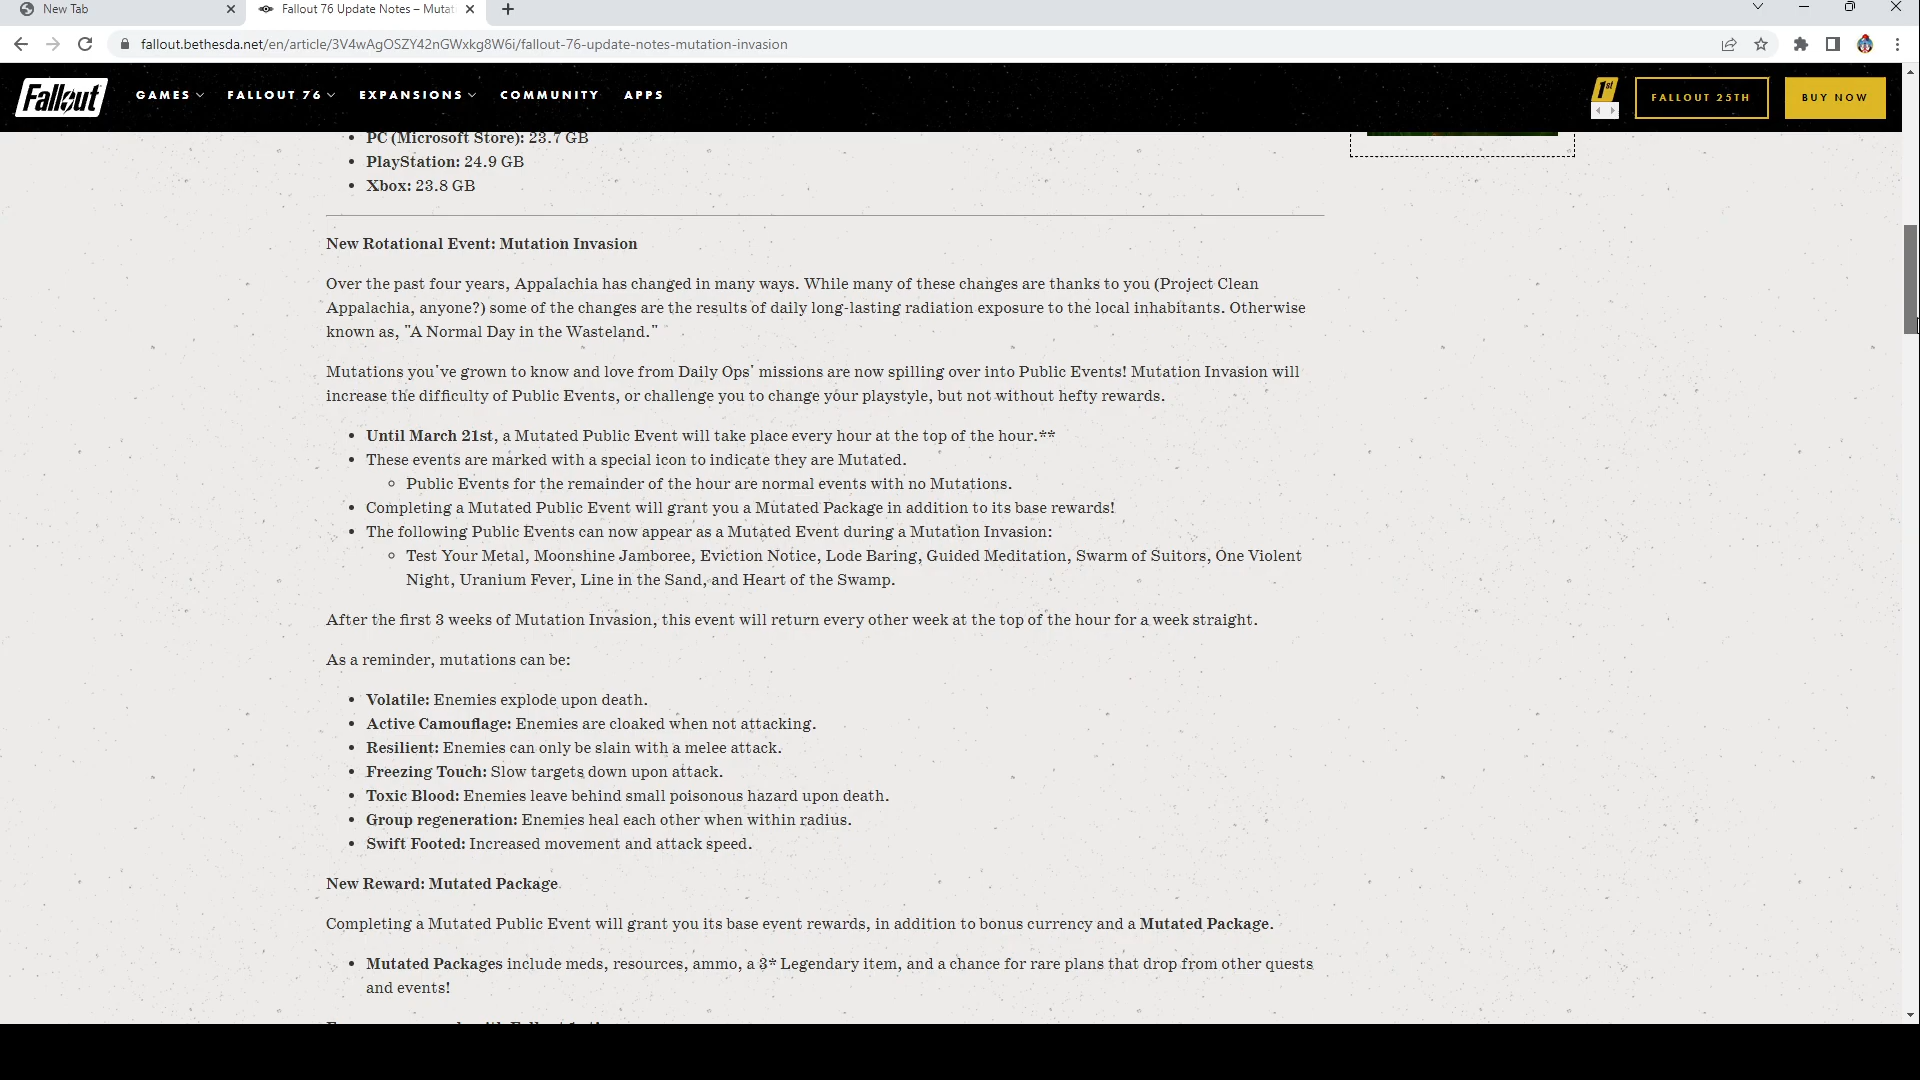 New Tab
Fallout 76 Update Notes – Mutat
fallout.bethesda.net/en/article/3V4wAgOSZY42nGWxkg8W6i/fallout-76-update-notes-mutation-invasion
Fallout
GAMES
FALLOUT 76
EXPANSIONS
COMMUNITY
APPS
1st
FALLOUT 25TH
BUY NOW
• PC (Microsoft Store): 23.7 GB
• PlayStation: 24.9 GB
• Xbox: 23.8 GB
New Rotational Event: Mutation Invasion
Over the past four years, Appalachia has changed in many ways. While many of these changes are thanks to you (Project Clean
Appalachia, anyone?) some of the changes are the results of daily long-lasting radiation exposure to the local inhabitants. Otherwise
known as, "A Normal Day in the Wasteland."
Mutations you've grown to know and love from Daily Ops' missions are now spilling over into Public Events! Mutation Invasion will
increase the difficulty of Public Events, or challenge you to change your playstyle, but not without hefty rewards.
• Until March 21st, a Mutated Public Event will take place every hour at the top of the hour.**
• These events are marked with a special icon to indicate they are Mutated.
◦ Public Events for the remainder of the hour are normal events with no Mutations.
• Completing a Mutated Public Event will grant you a Mutated Package in addition to its base rewards!
• The following Public Events can now appear as a Mutated Event during a Mutation Invasion:
◦ Test Your Metal, Moonshine Jamboree, Eviction Notice, Lode Baring, Guided Meditation, Swarm of Suitors, One Violent
Night, Uranium Fever, Line in the Sand, and Heart of the Swamp.
After the first 3 weeks of Mutation Invasion, this event will return every other week at the top of the hour for a week straight.
As a reminder, mutations can be:
• Volatile: Enemies explode upon death.
• Active Camouflage: Enemies are cloaked when not attacking.
• Resilient: Enemies can only be slain with a melee attack.
• Freezing Touch: Slow targets down upon attack.
• Toxic Blood: Enemies leave behind small poisonous hazard upon death.
• Group regeneration: Enemies heal each other when within radius.
• Swift Footed: Increased movement and attack speed.
New Reward: Mutated Package
Completing a Mutated Public Event will grant you its base event rewards, in addition to bonus currency and a Mutated Package.
• Mutated Packages include meds, resources, ammo, a 3* Legendary item, and a chance for rare plans that drop from other quests
and events!